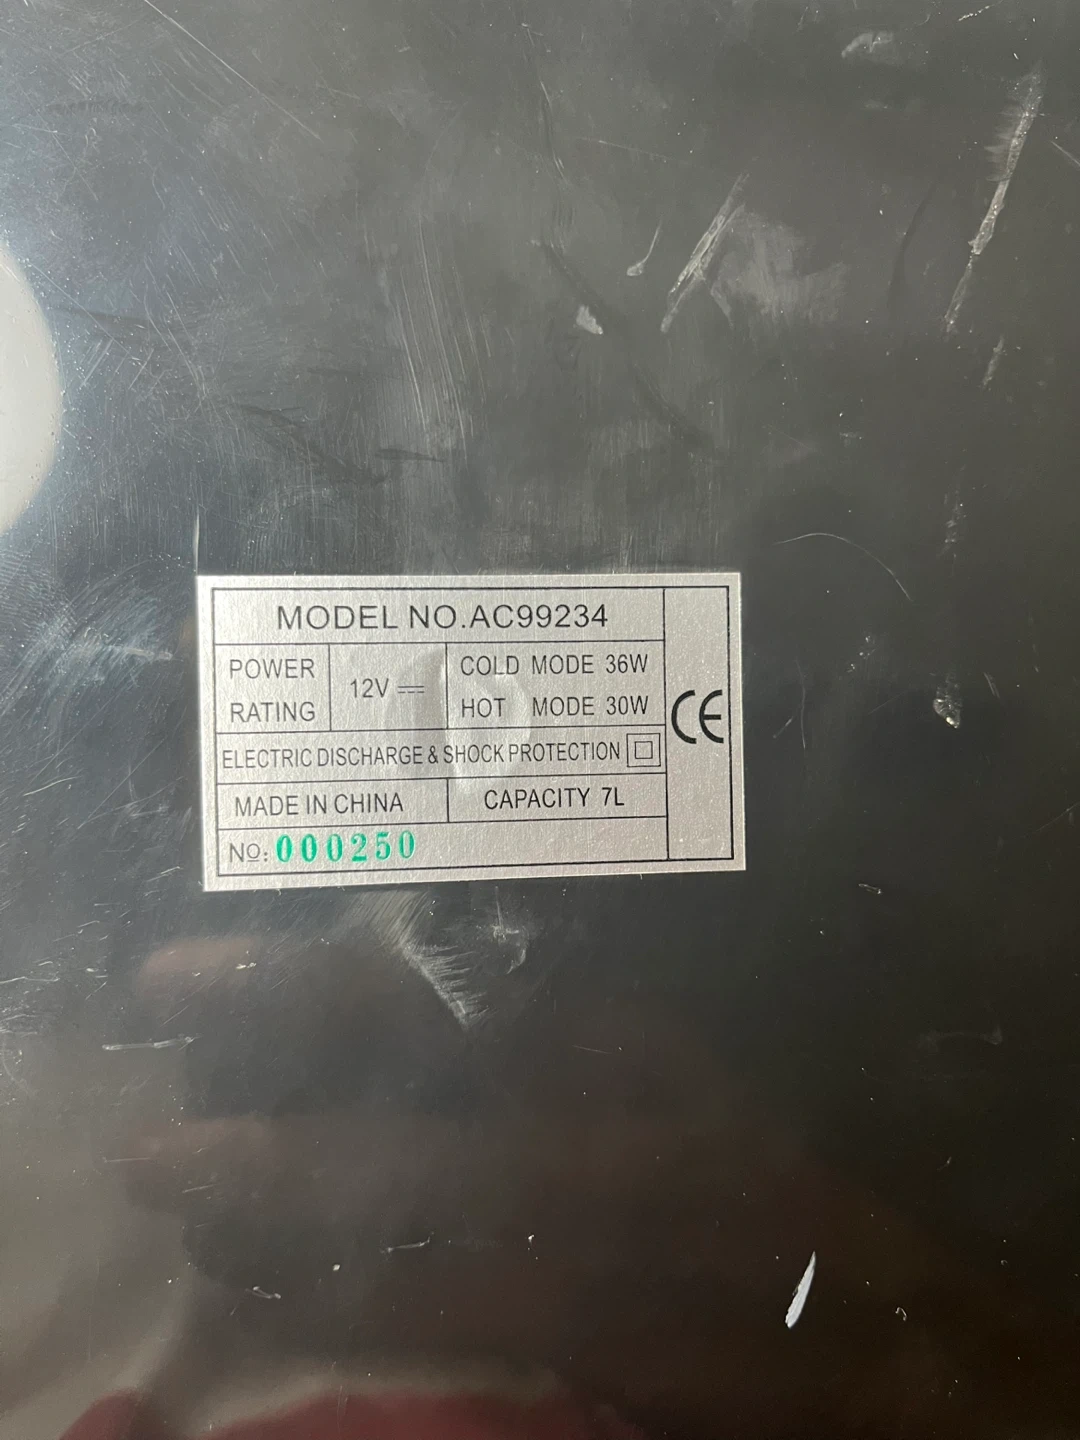 MODEL NO.AC99234
POWER RATING
12V
COLD MODE 36W
HOT MODE 30W
ELECTRIC DISCHARGE & SHOCK PROTECTION
MADE IN CHINA
CAPACITY 7L
CE
№: 000250